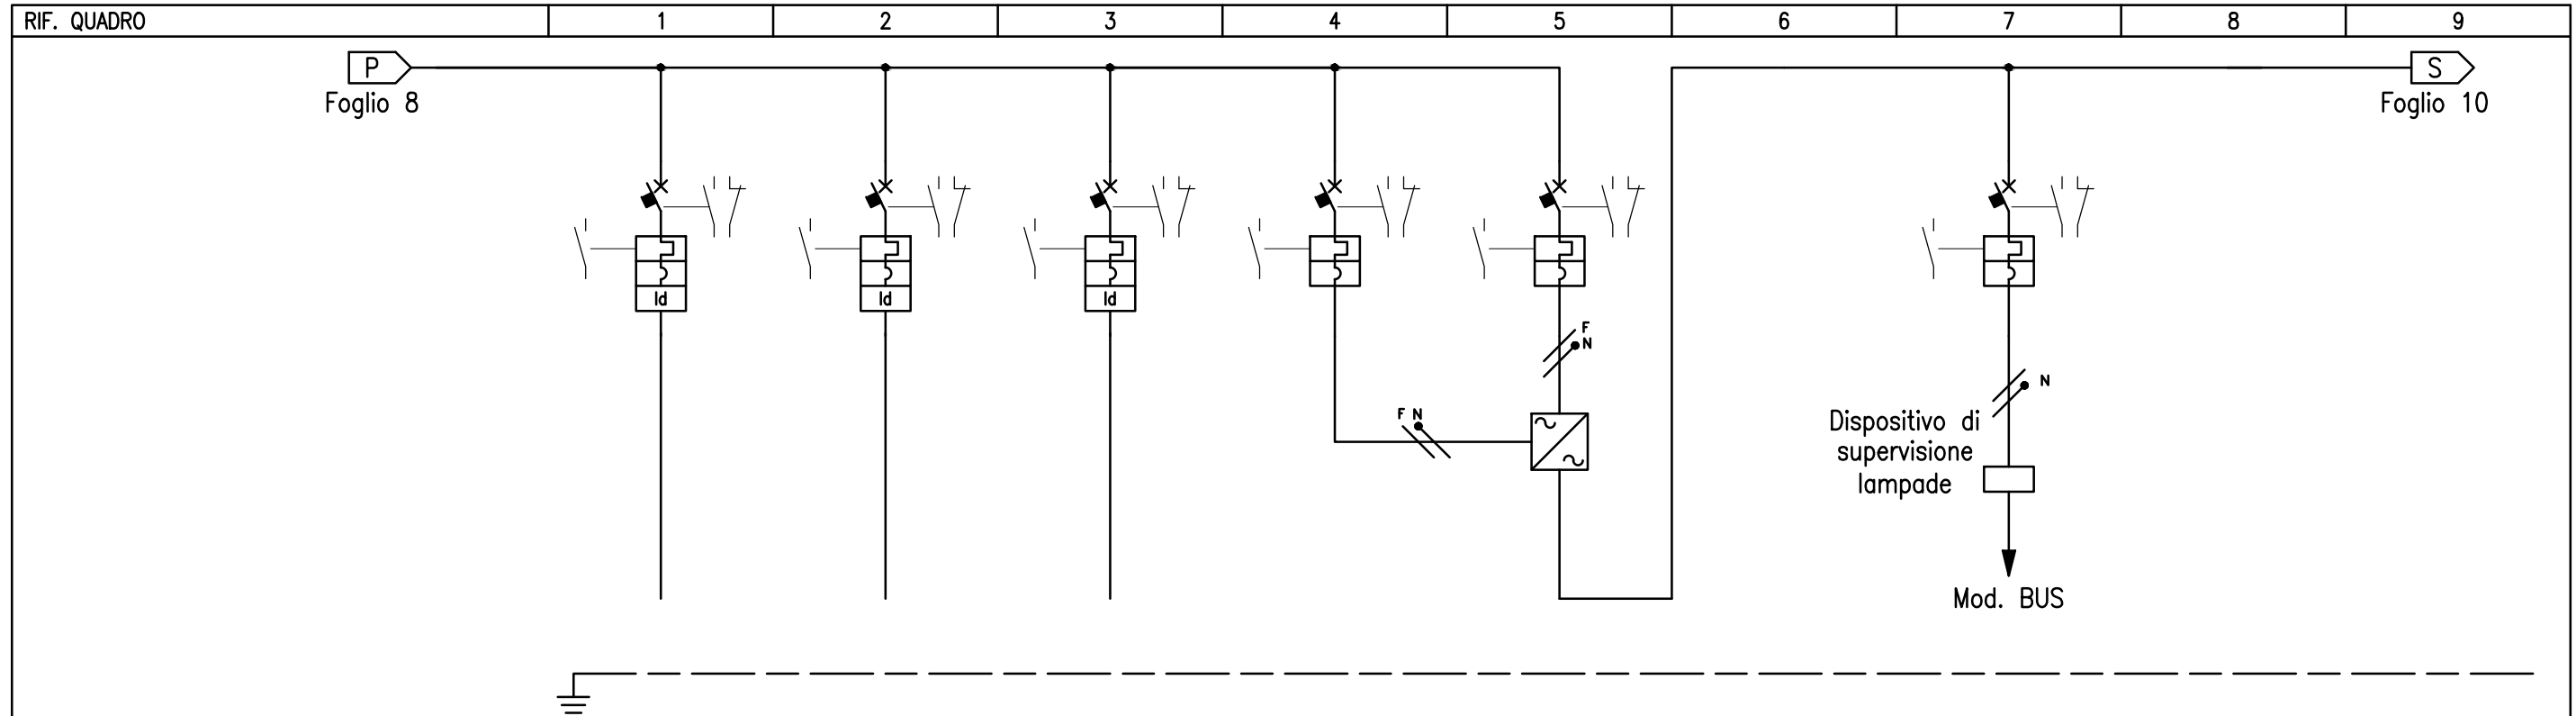 RIF. QUADRO 1 2 3 4 5 6 7 8 9
P S
Foglio 8 Foglio 10
Id Id Id
F
N
N
F N
Dispositivo di
supervisione
lampade
Mod. BUS